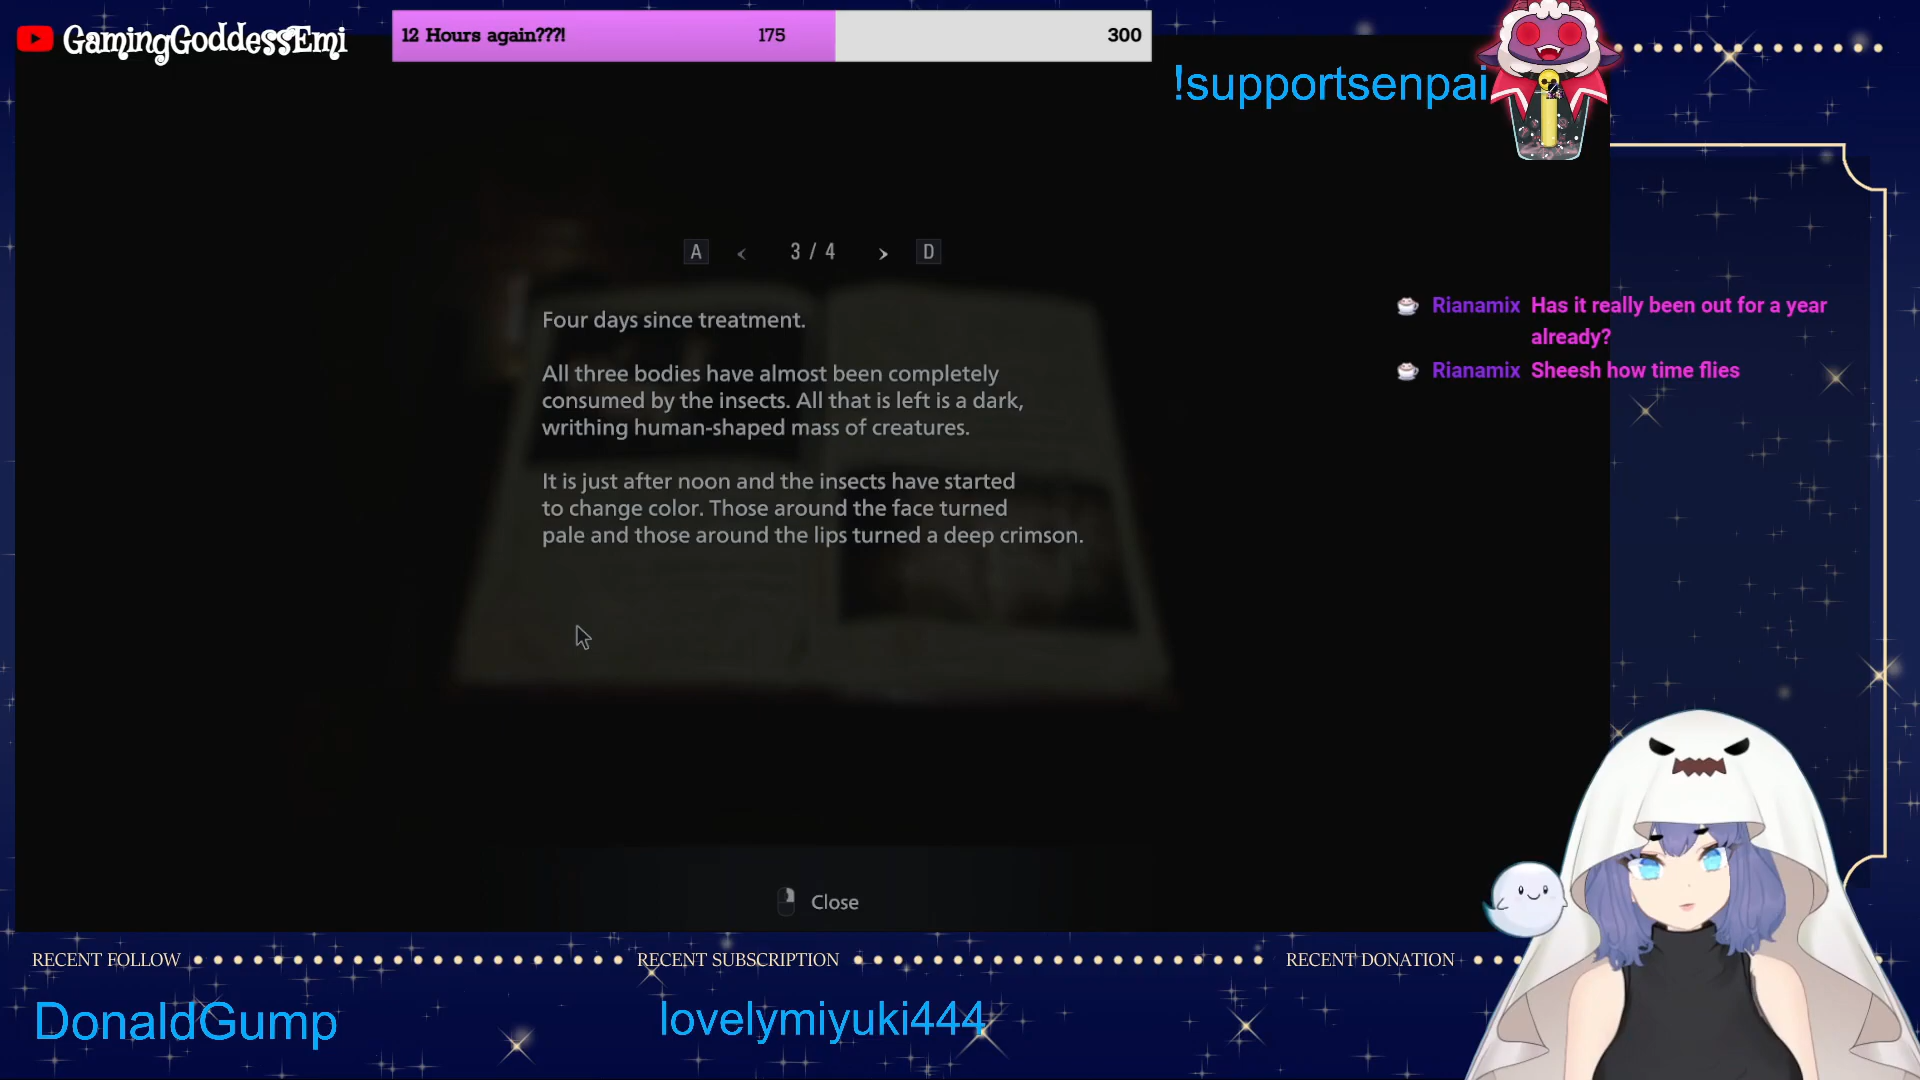 GamingGoddessEmi
12 Hours again???! 175 300
!supportsenpai
A < 3 / 4 > D
Four days since treatment.
All three bodies have almost been completely
consumed by the insects. All that is left is a dark,
writhing human-shaped mass of creatures.
It is just after noon and the insects have started
to change color. Those around the face turned
pale and those around the lips turned a deep crimson.
Close
Rianamix Has it really been out for a year
already?
Rianamix Sheesh how time flies
RECENT FOLLOW
DonaldGump
RECENT SUBSCRIPTION
lovelymiyuki444
RECENT DONATION